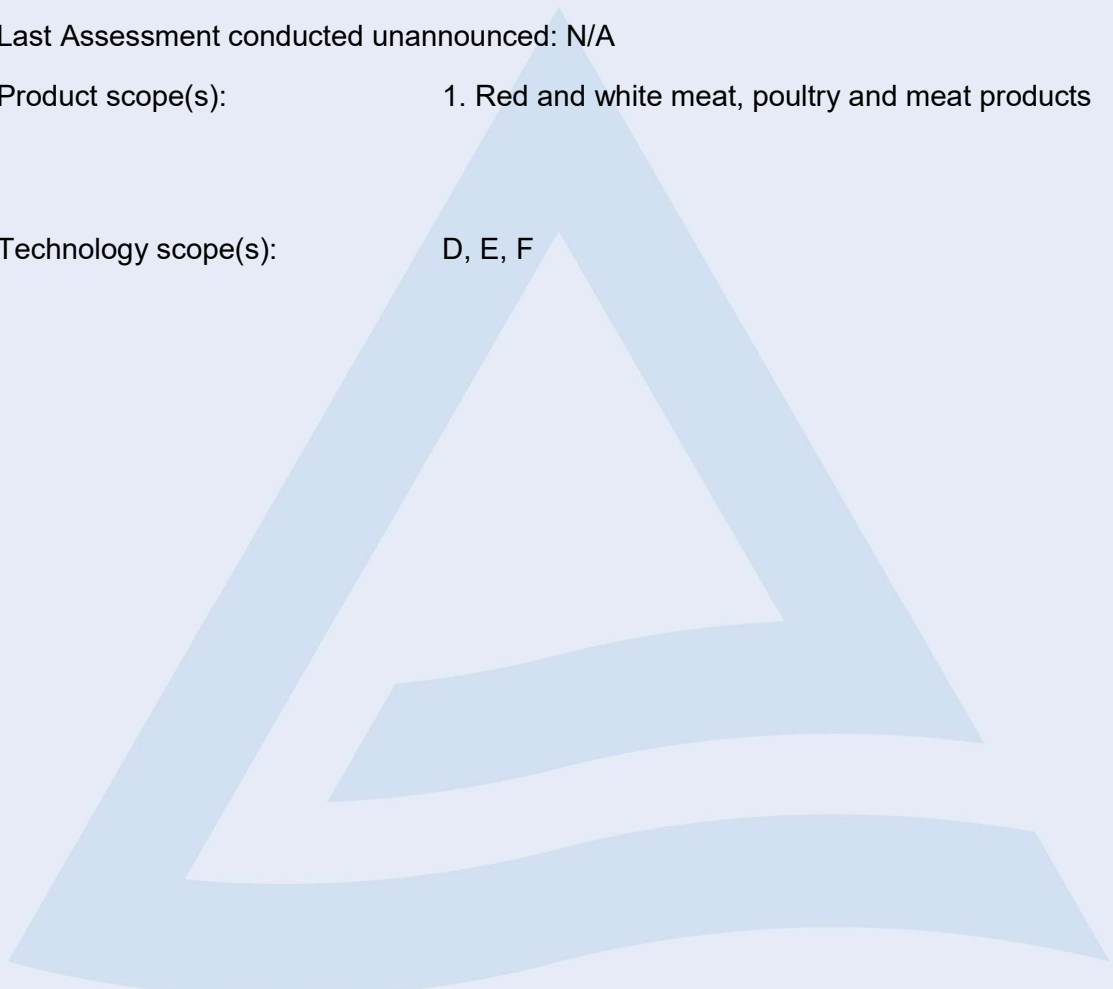 Last Assessment conducted unannounced: N/A
Product scope(s): 1. Red and white meat, poultry and meat products
Technology scope(s): D, E, F